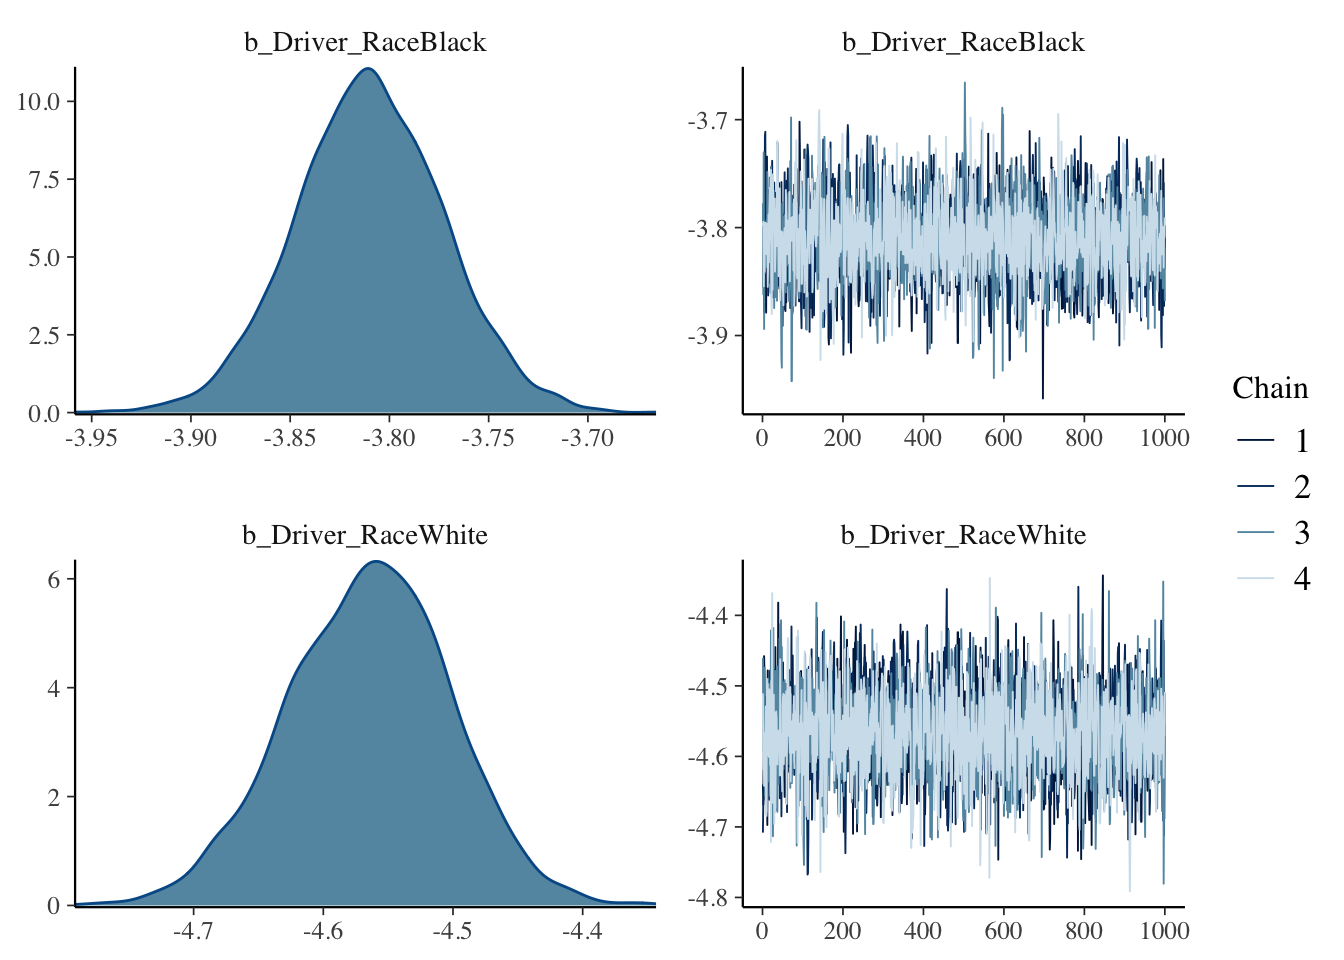 b_Driver_RaceBlack
10.0
7.5
5.0
2.5
0.0
-3.95 -3.90 -3.85 -3.80 -3.75 -3.70
b_Driver_RaceBlack
-3.7
-3.8
-3.9
0 200 400 600 800 1000
b_Driver_RaceWhite
6
4
2
0
-4.7 -4.6 -4.5 -4.4
b_Driver_RaceWhite
-4.4
-4.5
-4.6
-4.7
-4.8
0 200 400 600 800 1000
Chain
1
2
3
4